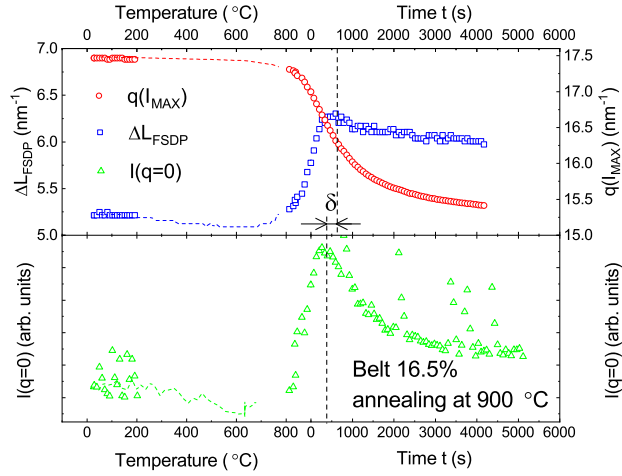 Temperature (°C) Time t (s)
0 200 400 600 800 0 1000 2000 3000 4000 5000 6000
7.0
6.5
6.0
5.5
5.0
ΔL_FSDP (nm⁻¹)
q(I_MAX)
ΔL_FSDP
I(q=0)
δ
17.5
17.0
16.5
16.0
15.5
15.0
q(I_MAX) (nm⁻¹)
I(q=0) (arb. units)
Belt 16.5%
annealing at 900 °C
I(q=0) (arb. units)
0 200 400 600 800 0 1000 2000 3000 4000 5000 6000
Temperature (°C) Time t (s)